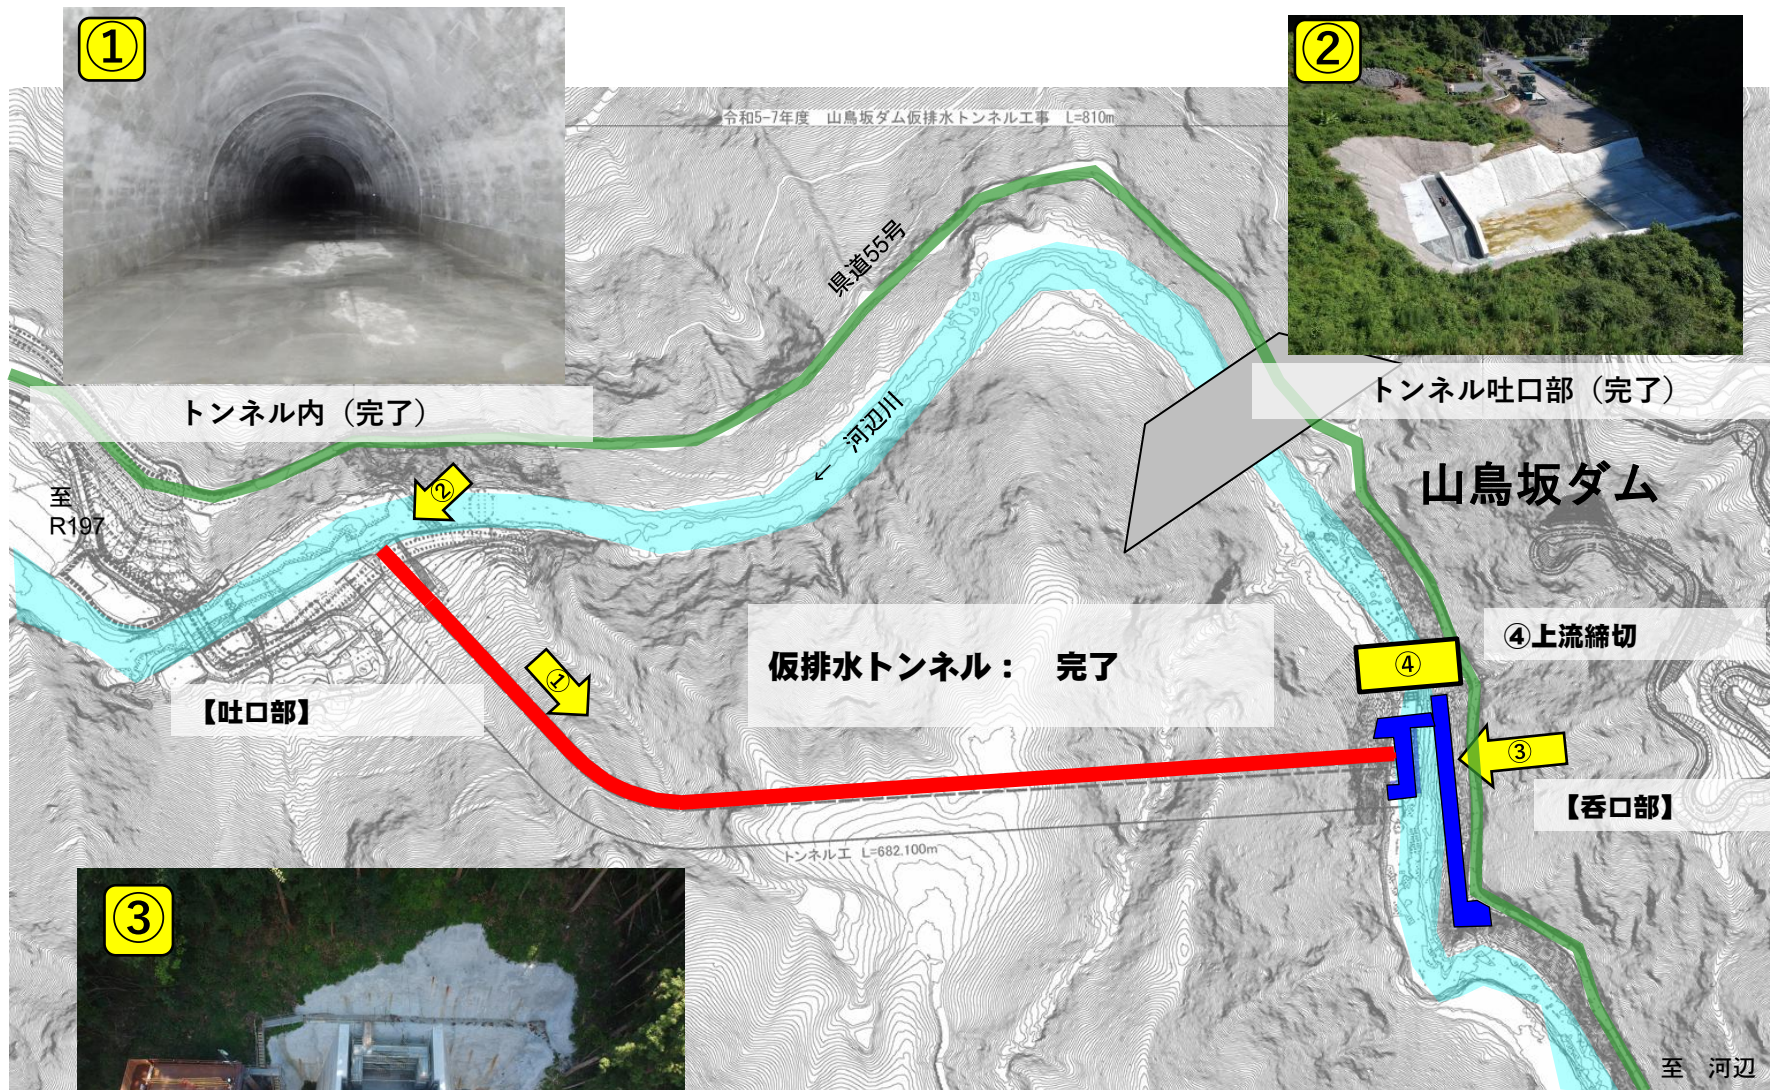 ①
②
令和5-7年度　山鳥坂ダム仮排水トンネル工事　L=810m
県道55号
トンネル内（完了）
トンネル吐口部（完了）
← 河辺川
山鳥坂ダム
②
至
R197
④上流締切
④
仮排水トンネル：　完了
①
【吐口部】
③
【呑口部】
トンネル工　L=682.100m
③
至　河辺